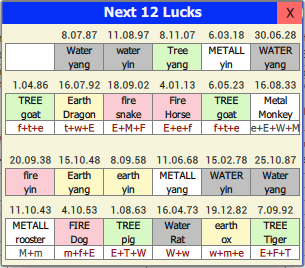 Next 12 Lucks X
8.07.87 11.08.97 8.11.07 6.03.18 30.06.28
Water water Tree METALL WATER
yang yin yang yin yang
1.04.86 16.07.92 18.09.02 4.01.13 6.05.23 16.08.33
TREE Earth fire Fire TREE Metal
goat Dragon snake Horse goat Monkey
f+t+e t+w+E E+M+F E+e+f f+t+e e+E+W+M
20.09.38 15.10.48 8.09.58 11.06.68 15.02.78 25.10.87
fire Earth earth METALL WATER WATER
yin yang yin yang yin yang
11.10.43 4.10.53 1.08.63 16.04.73 19.12.82 7.09.92
METALL FIRE TREE Water earth TREE
rooster Dog pig Rat ox Tiger
M+m m+f+E E+T+W W+w w+m+e E+F+T